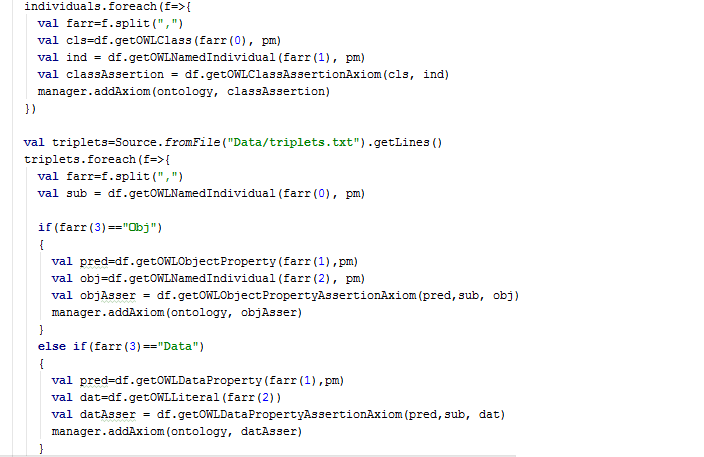 individuals.foreach(f=>{
val farr=f.split(",")
val cls=df.getOWLClass(farr(0), pm)
val ind = df.getOWLNamedIndividual(farr(1), pm)
val classAssertion = df.getOWLClassAssertionAxiom(cls, ind)
manager.addAxiom(ontology, classAssertion)
})
val triplets=Source.fromFile("Data/triplets.txt").getLines()
triplets.foreach(f=>{
val farr=f.split(",")
val sub = df.getOWLNamedIndividual(farr(0), pm)
if(farr(3)=="Obj")
{
val pred=df.getOWLObjectProperty(farr(1),pm)
val obj=df.getOWLNamedIndividual(farr(2), pm)
val objAsser = df.getOWLObjectPropertyAssertionAxiom(pred,sub, obj)
manager.addAxiom(ontology, objAsser)
}
else if(farr(3)=="Data")
{
val pred=df.getOWLDataProperty(farr(1),pm)
val dat=df.getOWLLiteral(farr(2))
val datAsser = df.getOWLDataPropertyAssertionAxiom(pred,sub, dat)
manager.addAxiom(ontology, datAsser)
}